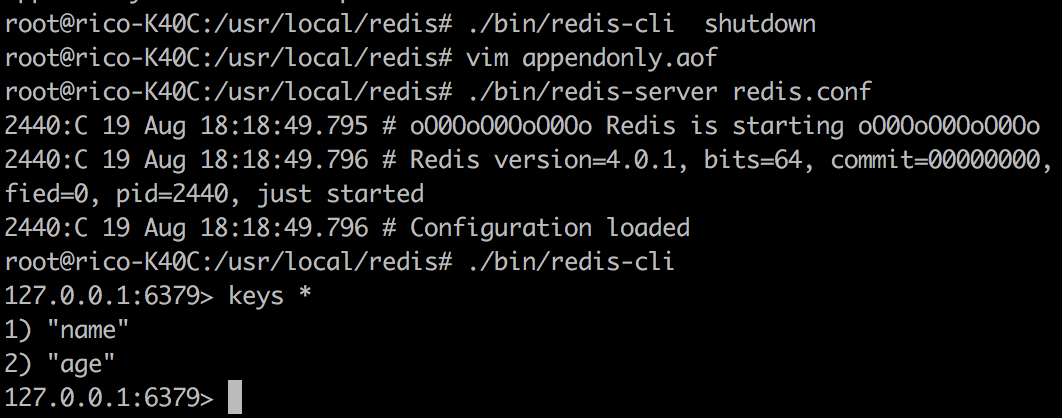 root@rico-K40C:/usr/local/redis# ./bin/redis-cli  shutdown
root@rico-K40C:/usr/local/redis# vim appendonly.aof
root@rico-K40C:/usr/local/redis# ./bin/redis-server redis.conf
2440:C 19 Aug 18:18:49.795 # oO0OoO0OoO0Oo Redis is starting oO0OoO0OoO0Oo
2440:C 19 Aug 18:18:49.796 # Redis version=4.0.1, bits=64, commit=00000000,
fied=0, pid=2440, just started
2440:C 19 Aug 18:18:49.796 # Configuration loaded
root@rico-K40C:/usr/local/redis# ./bin/redis-cli
127.0.0.1:6379> keys *
1) "name"
2) "age"
127.0.0.1:6379>